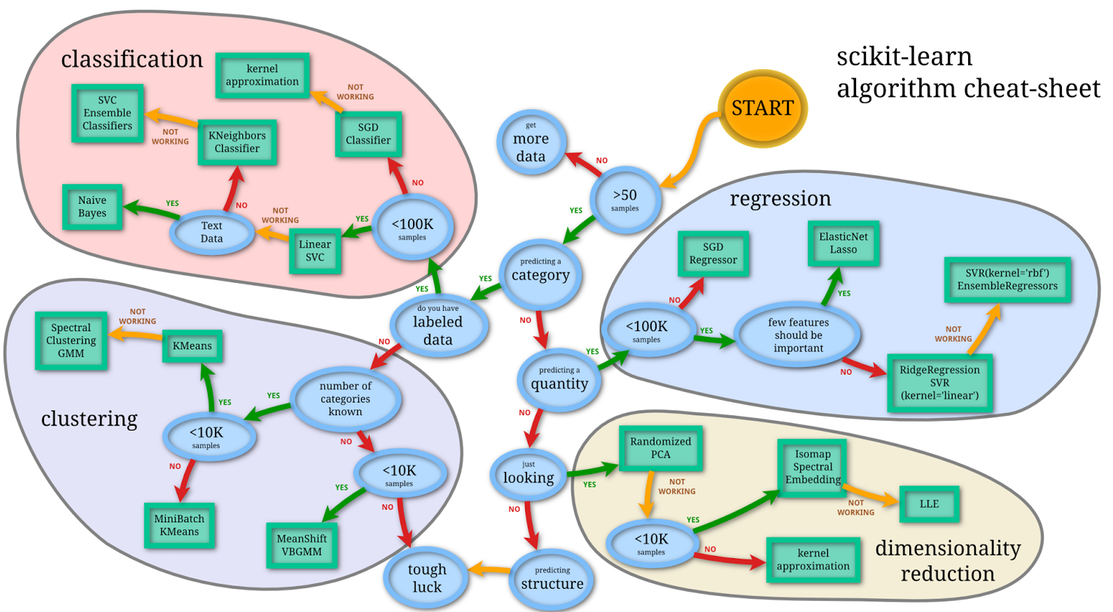 scikit-learn
algorithm cheat-sheet
START
>50
samples
NO
get
more
data
YES
predicting a
category
YES
do you have
labeled
data
YES
classification
<100K
samples
YES
Linear
SVC
NOT
WORKING
Text
Data
YES
Naive
Bayes
NO
KNeighbors
Classifier
NOT
WORKING
SVC
Ensemble
Classifiers
NO
SGD
Classifier
NOT
WORKING
kernel
approximation
NO
clustering
number of
categories
known
YES
<10K
samples
YES
KMeans
NOT
WORKING
Spectral
Clustering
GMM
NO
MiniBatch
KMeans
NO
<10K
samples
YES
MeanShift
VBGMM
NO
tough
luck
NO
predicting a
quantity
YES
regression
<100K
samples
NO
SGD
Regressor
YES
few features
should be
important
YES
ElasticNet
Lasso
NO
RidgeRegression
SVR
(kernel='linear')
NOT
WORKING
SVR(kernel='rbf')
EnsembleRegressors
NO
just
looking
YES
dimensionality
reduction
Randomized
PCA
NOT
WORKING
<10K
samples
YES
Isomap
Spectral
Embedding
NOT
WORKING
LLE
NO
kernel
approximation
NO
predicting
structure